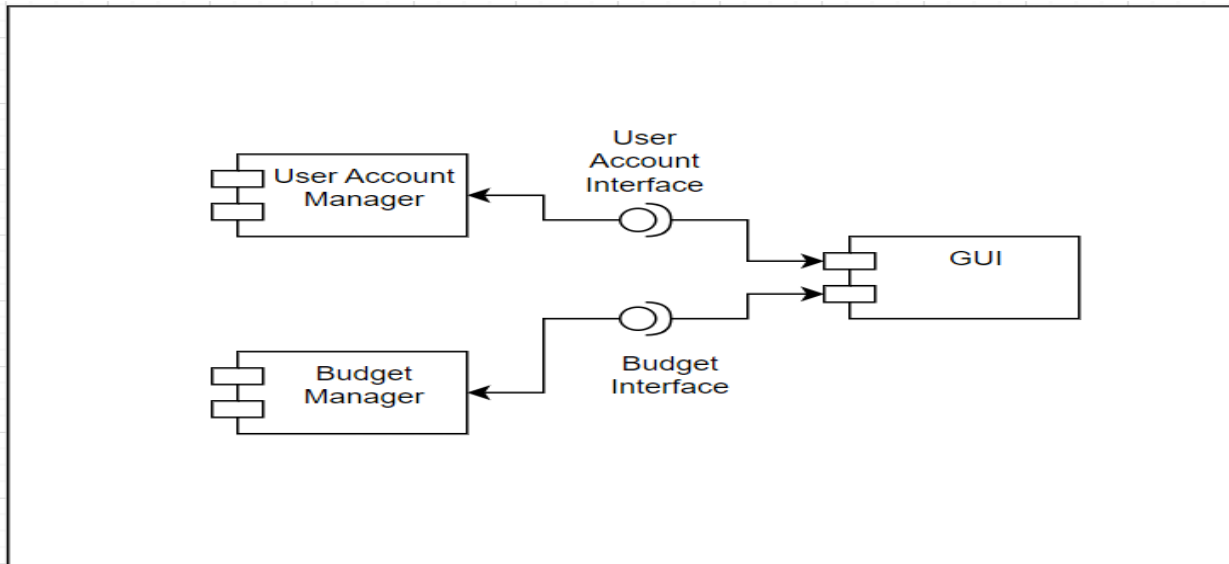 User
Account
Interface
User Account
Manager
GUI
Budget
Interface
Budget
Manager